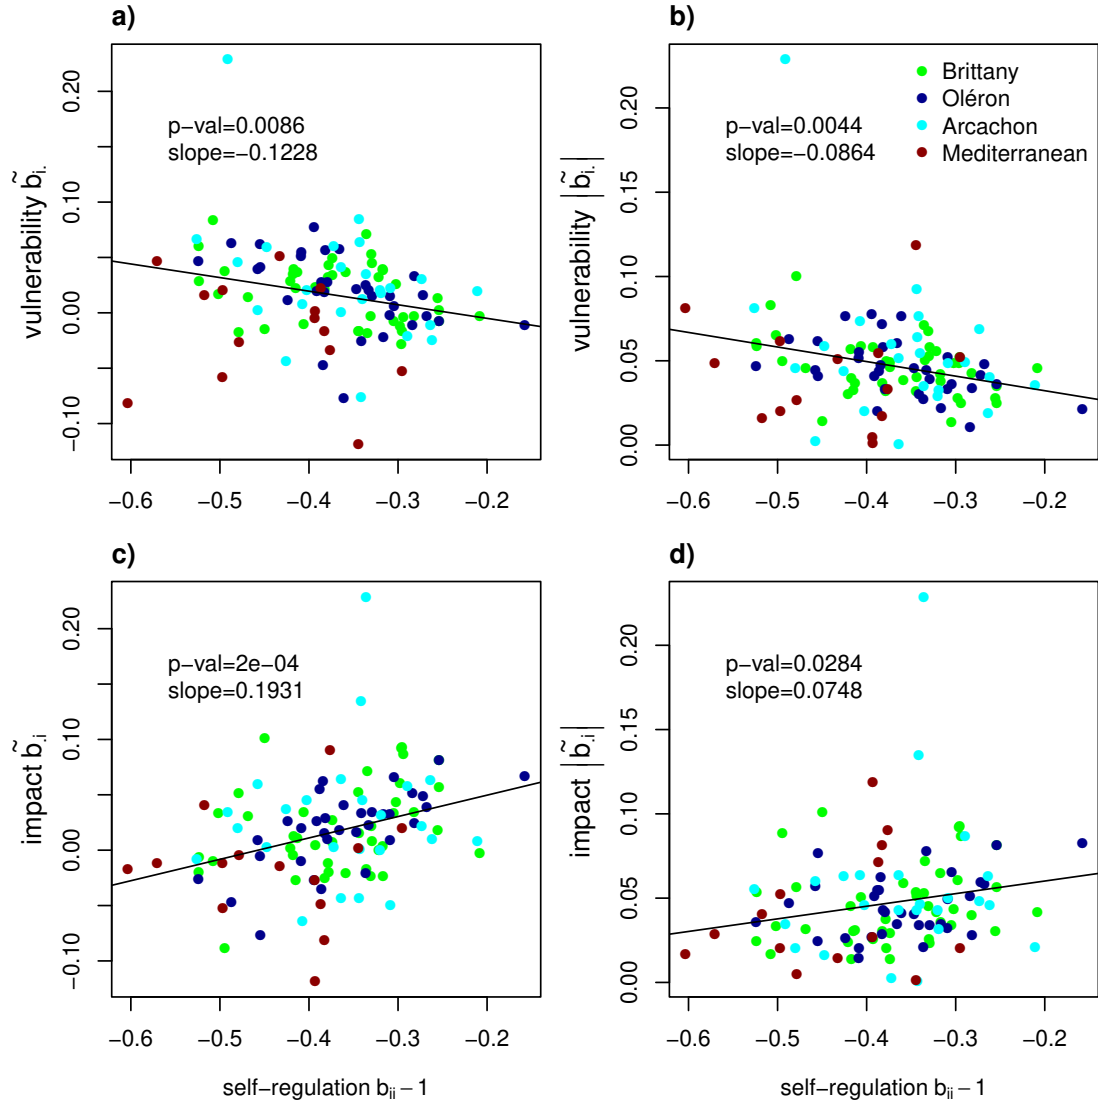 a)
vulnerability b̃i.
0.20
0.10
0.00
−0.10
p−val=0.0086
slope=−0.1228
−0.6 −0.5 −0.4 −0.3 −0.2
b)
vulnerability |b̃i.|
0.20
0.15
0.10
0.05
0.00
p−val=0.0044
slope=−0.0864
Brittany
Oléron
Arcachon
Mediterranean
−0.6 −0.5 −0.4 −0.3 −0.2
c)
impact b̃.i
0.20
0.10
0.00
−0.10
p−val=2e−04
slope=0.1931
−0.6 −0.5 −0.4 −0.3 −0.2
self−regulation bii − 1
d)
impact |b̃.i|
0.20
0.15
0.10
0.05
0.00
p−val=0.0284
slope=0.0748
−0.6 −0.5 −0.4 −0.3 −0.2
self−regulation bii − 1